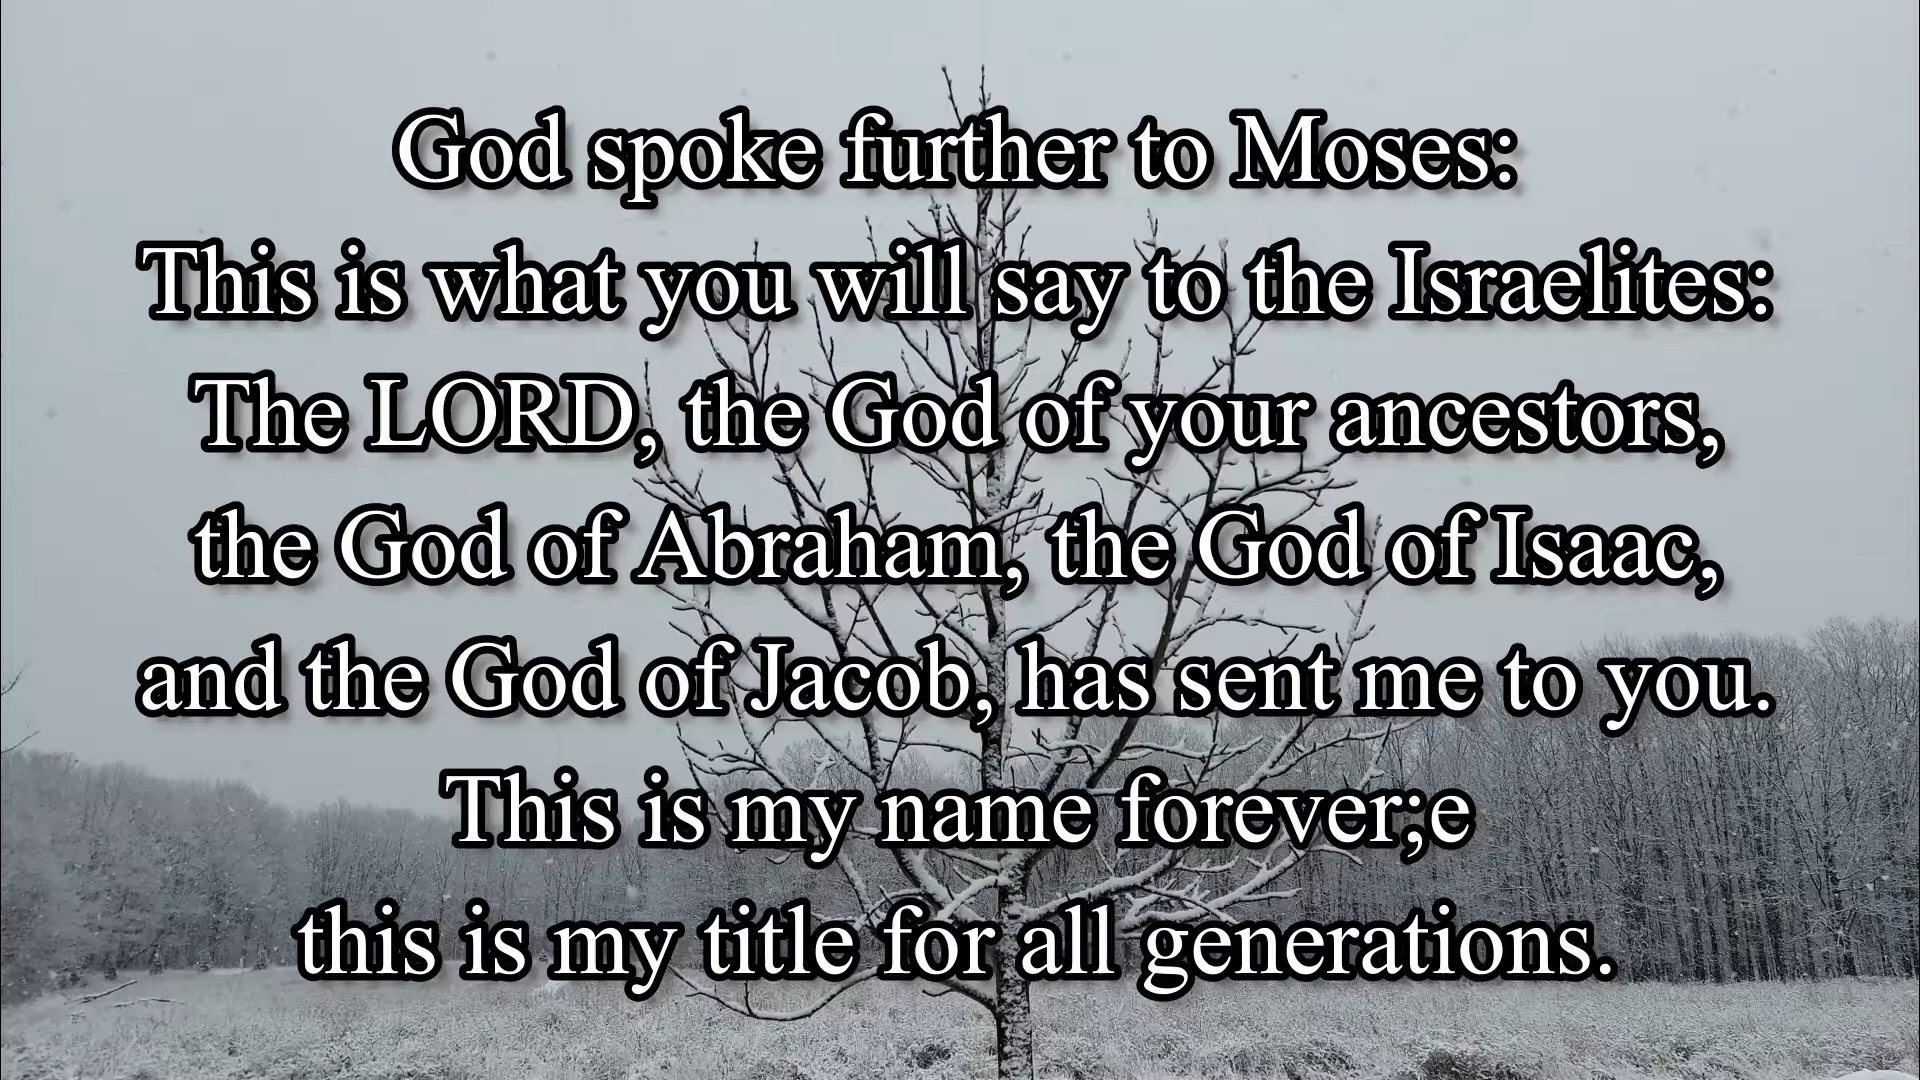 God spoke further to Moses:
This is what you will say to the Israelites:
The LORD, the God of your ancestors,
the God of Abraham, the God of Isaac,
and the God of Jacob, has sent me to you.
This is my name forever;e
this is my title for all generations.